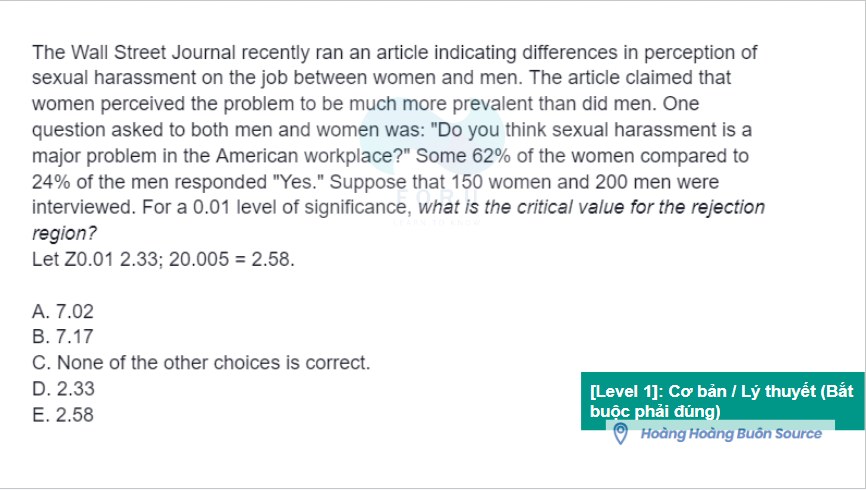 The Wall Street Journal recently ran an article indicating differences in perception of
sexual harassment on the job between women and men. The article claimed that
women perceived the problem to be much more prevalent than did men. One
question asked to both men and women was: "Do you think sexual harassment is a
major problem in the American workplace?" Some 62% of the women compared to
24% of the men responded "Yes." Suppose that 150 women and 200 men were
interviewed. For a 0.01 level of significance, what is the critical value for the rejection
region?
Let Z0.01 2.33; 20.005 = 2.58.
A. 7.02
B. 7.17
C. None of the other choices is correct.
D. 2.33
E. 2.58
[Level 1]: Cơ bản / Lý thuyết (Bắt
buộc phải đúng)
Hoàng Hoàng Buôn Source